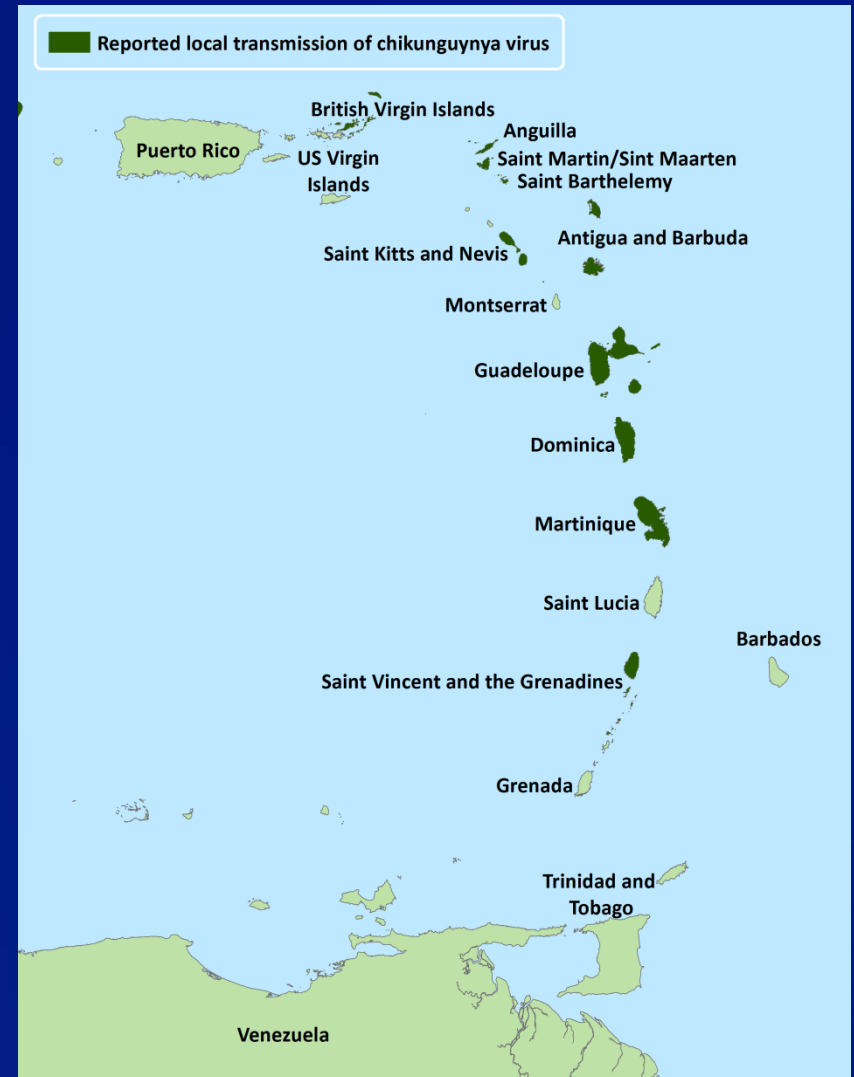 Reported local transmission of chikunguynya virus
British Virgin Islands
Anguilla
Puerto Rico
US Virgin
Islands
Saint Martin/Sint Maarten
Saint Barthelemy
Saint Kitts and Nevis
Antigua and Barbuda
Montserrat
Guadeloupe
Dominica
Martinique
Saint Lucia
Barbados
Saint Vincent and the Grenadines
Grenada
Trinidad and
Tobago
Venezuela